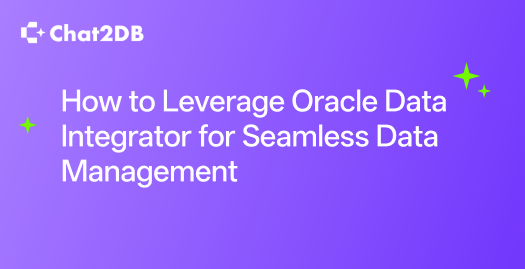 Chat2DB
How to Leverage Oracle Data
Integrator for Seamless Data
Management